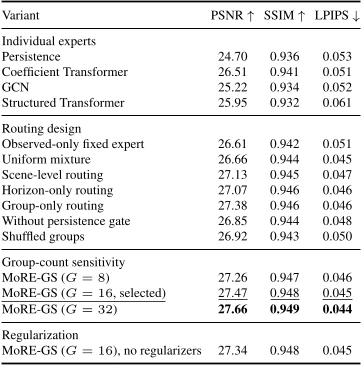 Variant PSNR ↑ SSIM ↑ LPIPS ↓
Individual experts
Persistence 24.70 0.936 0.053
Coefficient Transformer 26.51 0.941 0.051
GCN 25.22 0.934 0.052
Structured Transformer 25.95 0.932 0.061
Routing design
Observed-only fixed expert 26.61 0.942 0.051
Uniform mixture 26.66 0.944 0.045
Scene-level routing 27.13 0.945 0.047
Horizon-only routing 27.07 0.946 0.046
Group-only routing 27.38 0.946 0.046
Without persistence gate 26.85 0.944 0.048
Shuffled groups 26.92 0.943 0.050
Group-count sensitivity
MoRE-GS (G = 8) 27.26 0.947 0.046
MoRE-GS (G = 16, selected) 27.47 0.948 0.045
MoRE-GS (G = 32) 27.66 0.949 0.044
Regularization
MoRE-GS (G = 16), no regularizers 27.34 0.948 0.045